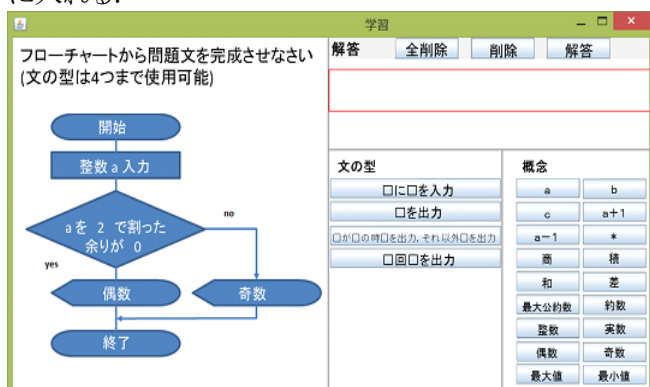 に入れる.
学習
フローチャートから問題文を完成させなさい
(文の型は4つまで使用可能)
開始
整数 a 入力
aを 2 で割った
余りが 0
no
yes
偶数
奇数
終了
解答 全削除 削除 解答
文の型
□に□を入力
□を出力
□が□の時□を出力,それ以外□を出力
□回□を出力
概念
a b
c a+1
a-1 *
商 積
和 差
最大公約数 約数
整数 実数
偶数 奇数
最大値 最小値